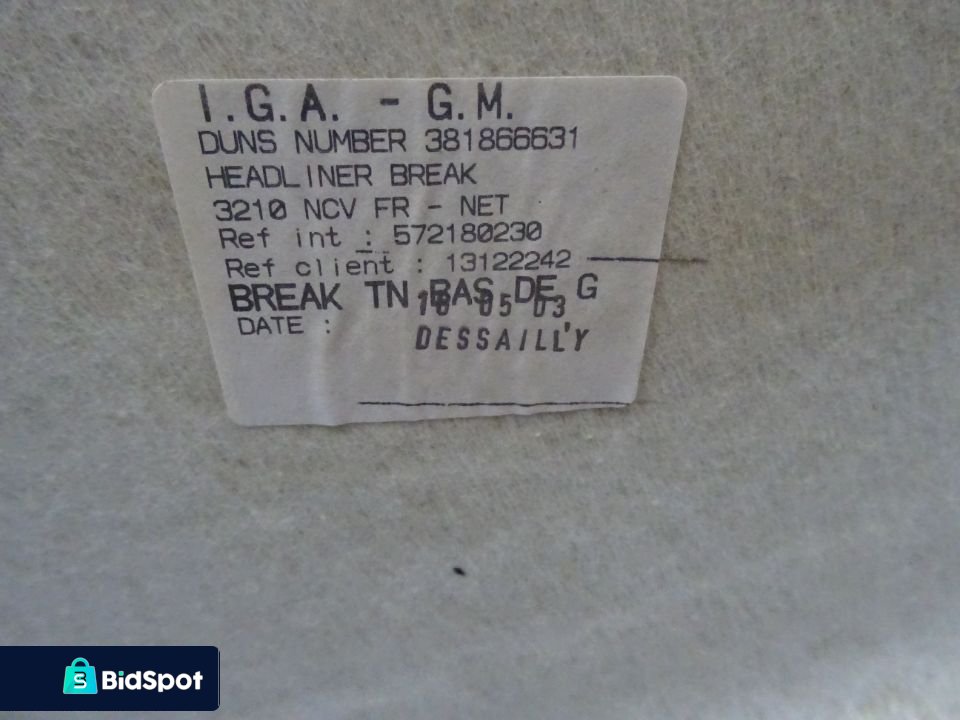 I.G.A. - G.M.
DUNS NUMBER 381866631
HEADLINER BREAK
3210 NCV FR - NET
Ref int : 572180230
Ref client : 13122242
BREAK TN BAS DE G
05 03
DATE :
DESSAILLY
BidSpot